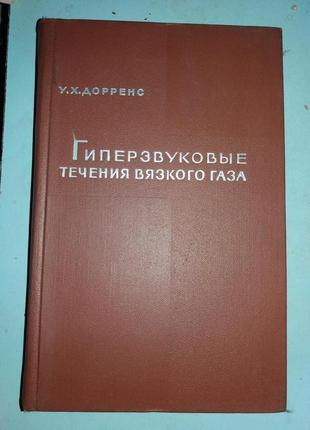 У.Х.ДОРРЕНС
ГИПЕРЗВУКОВЫЕ
ТЕЧЕНИЯ ВЯЗКОГО ГАЗА